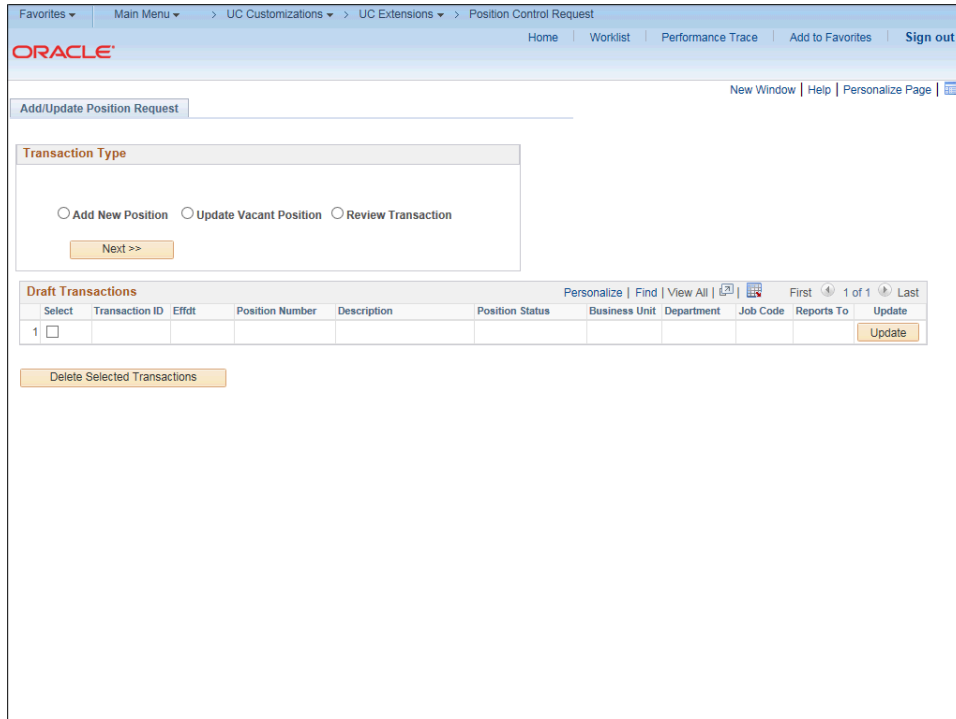 Favorites Main Menu > UC Customizations > UC Extensions > Position Control Request
Home Worklist Performance Trace Add to Favorites Sign out
ORACLE
New Window | Help | Personalize Page |
Add/Update Position Request
Transaction Type
Add New Position Update Vacant Position Review Transaction
Next >>
Draft Transactions Personalize | Find | View All | | First 1 of 1 Last
Select Transaction ID Effdt Position Number Description Position Status Business Unit Department Job Code Reports To Update
1 Update
Delete Selected Transactions